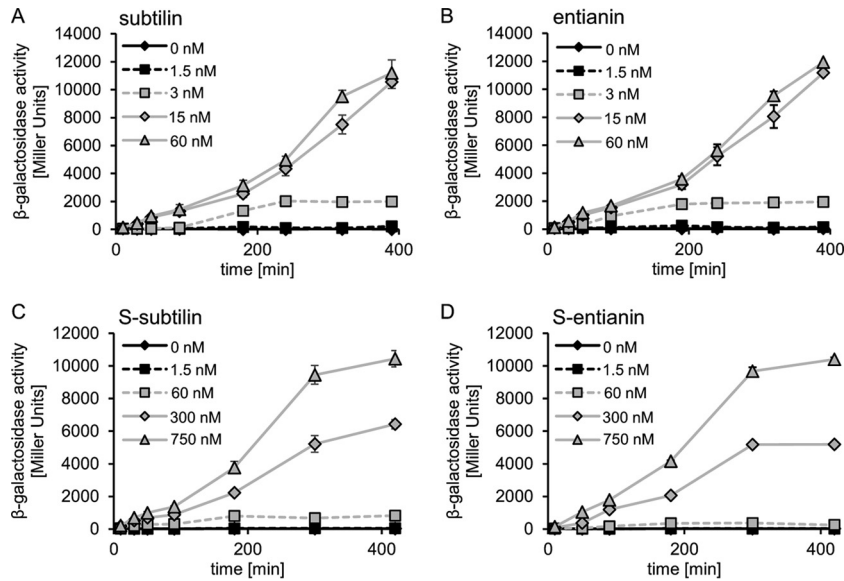 A
subtilin
β-galactosidase activity
[Miller Units]
14000
12000
10000
8000
6000
4000
2000
0
0 nM
1.5 nM
3 nM
15 nM
60 nM
0
200
400
time [min]
B
entianin
β-galactosidase activity
[Miller Units]
14000
12000
10000
8000
6000
4000
2000
0
0 nM
1.5 nM
3 nM
15 nM
60 nM
0
200
400
time [min]
C
S-subtilin
β-galactosidase activity
[Miller Units]
12000
10000
8000
6000
4000
2000
0
0 nM
1.5 nM
60 nM
300 nM
750 nM
0
200
400
time [min]
D
S-entianin
β-galactosidase activity
[Miller Units]
12000
10000
8000
6000
4000
2000
0
0 nM
1.5 nM
60 nM
300 nM
750 nM
0
200
400
time [min]